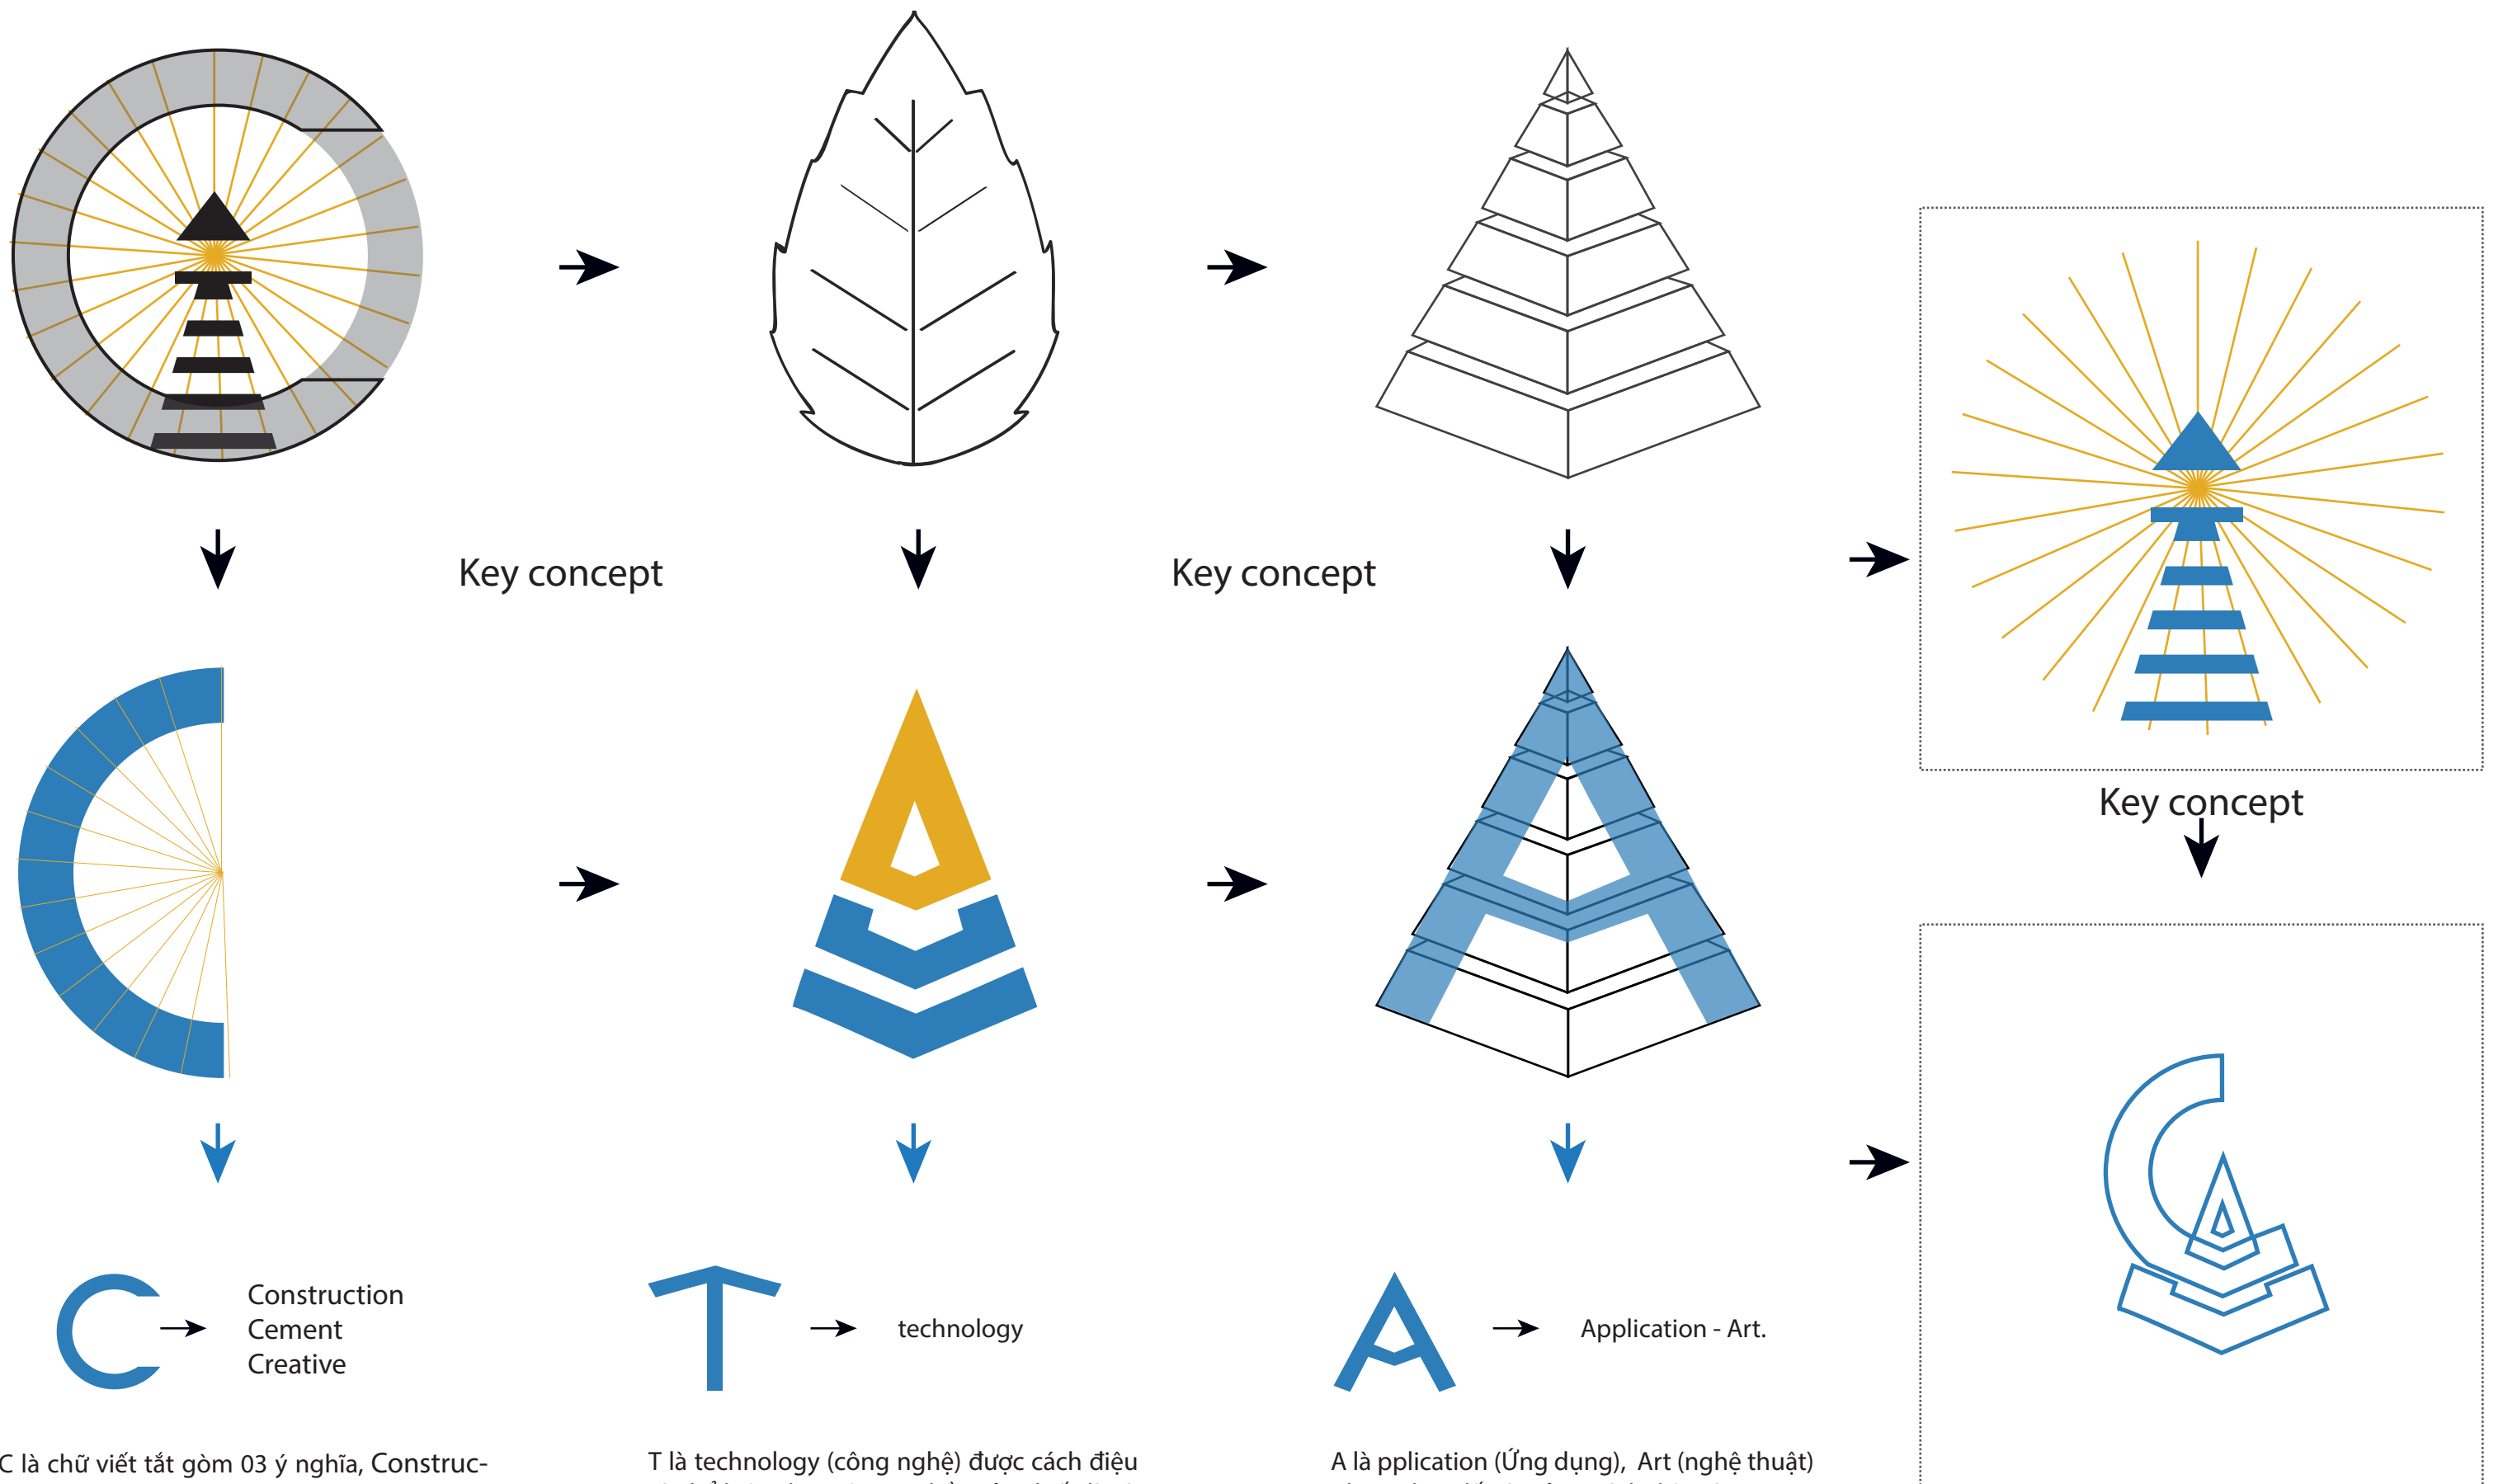 Key concept
Key concept
Key concept
C
Construction
Cement
Creative
T
technology
A
Application - Art.
C là chữ viết tắt gòm 03 ý nghĩa, Construc-
T là technology (công nghệ) được cách điệu
A là pplication (Ứng dụng), Art (nghệ thuật)